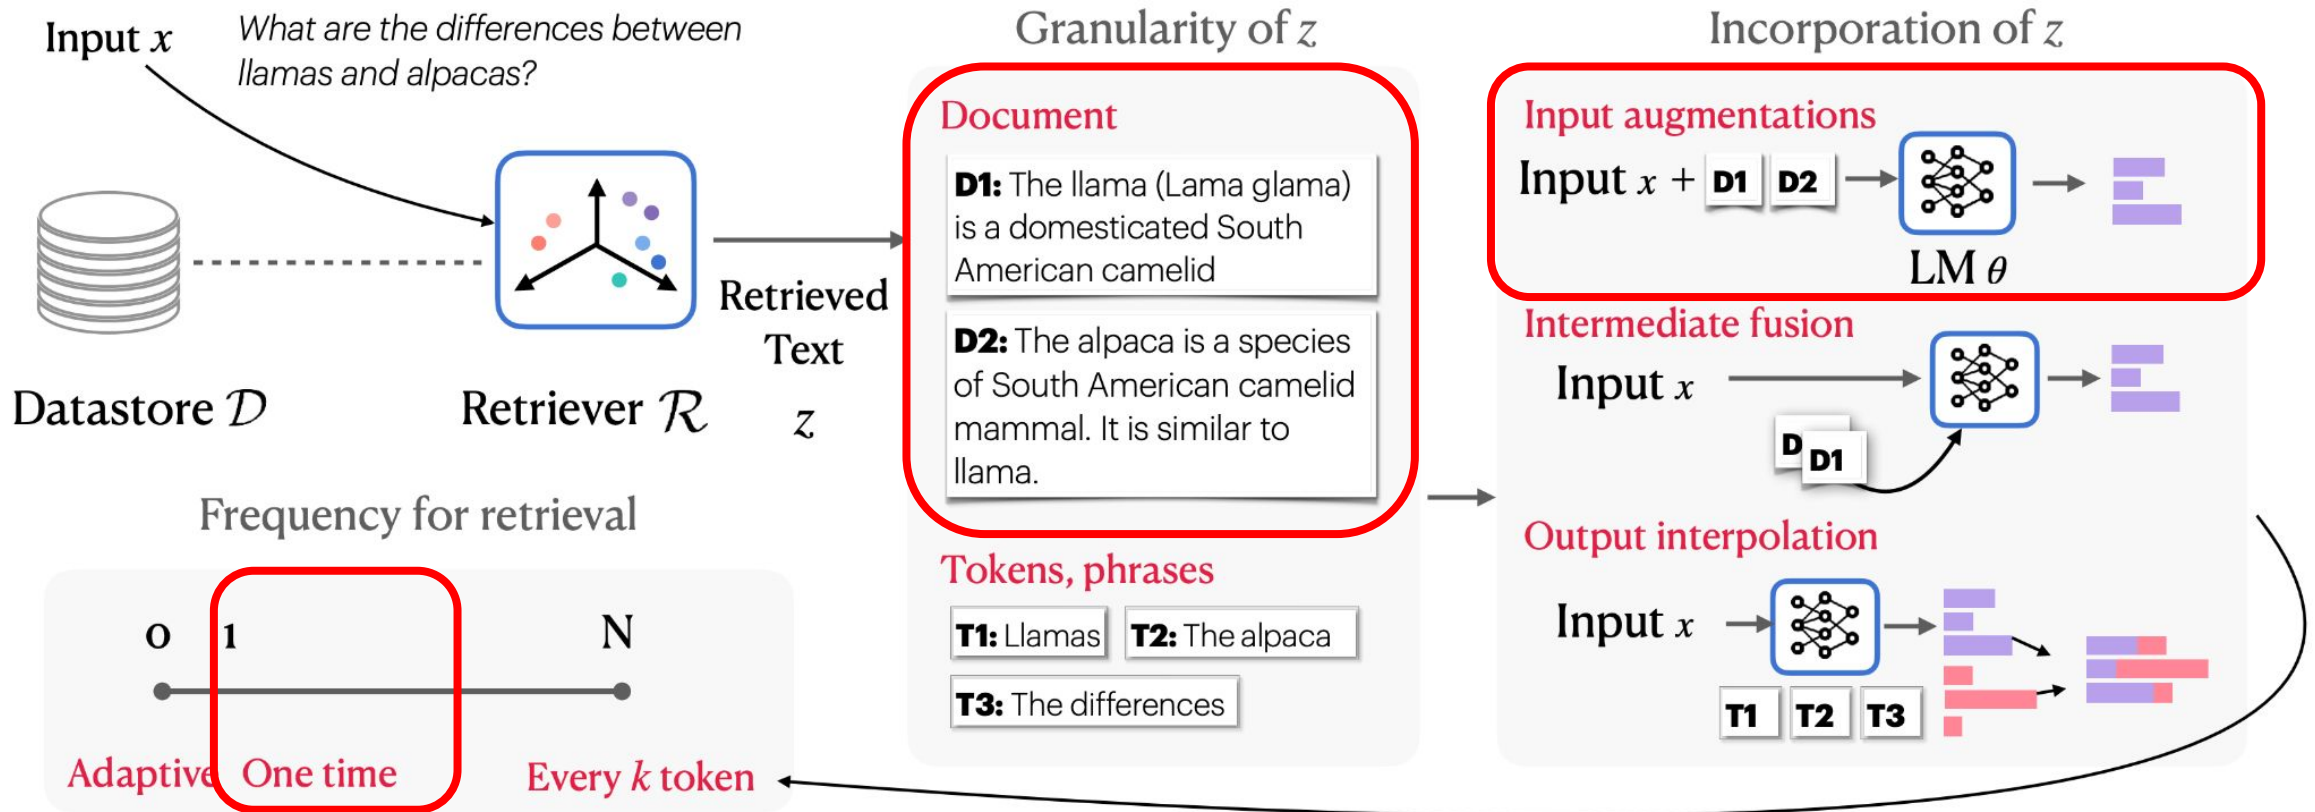 Input x
What are the differences between
llamas and alpacas?
Datastore 𝒟
Retriever ℛ
Retrieved
Text
z
Frequency for retrieval
0 1 N
Adaptive One time Every k token
Granularity of z
Document
D1: The llama (Lama glama)
is a domesticated South
American camelid
D2: The alpaca is a species
of South American camelid
mammal. It is similar to
llama.
Tokens, phrases
T1: Llamas T2: The alpaca
T3: The differences
Incorporation of z
Input augmentations
Input x + D1 D2
LM θ
Intermediate fusion
Input x
D D1
Output interpolation
Input x
T1 T2 T3